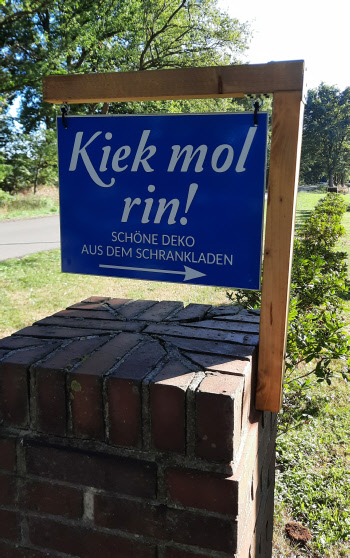 Kiek mol
rin!
SCHÖNE DEKO
AUS DEM SCHRANKLADEN